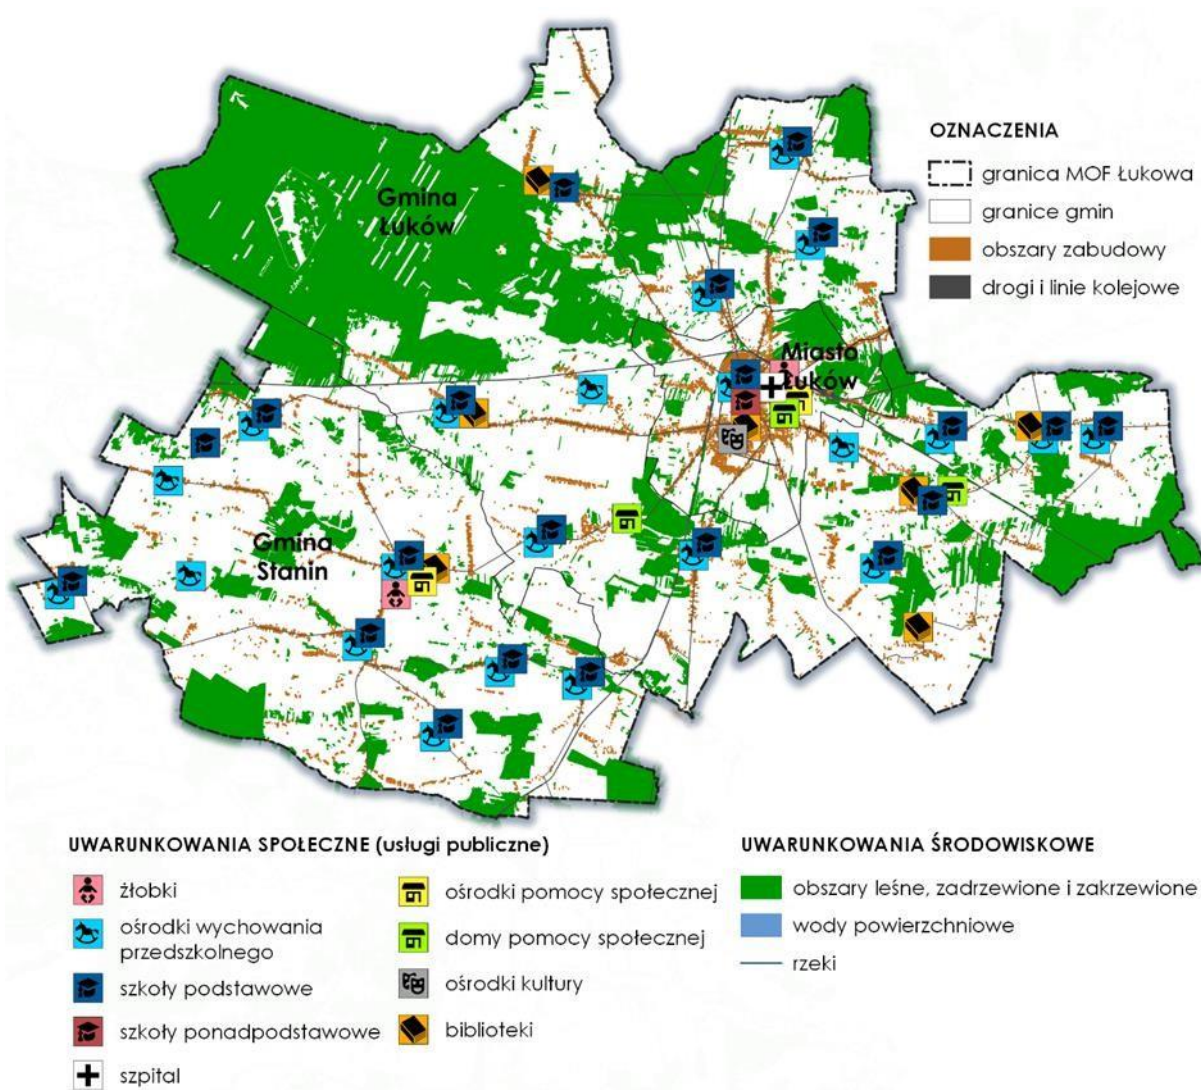 Gmina
Łuków
Miasto
Łuków
Gmina
Stanin
OZNACZENIA
granica MOF Łukowa
granice gmin
obszary zabudowy
drogi i linie kolejowe
UWARUNKOWANIA SPOŁECZNE (usługi publiczne)
żłobki
ośrodki wychowania
przedszkolnego
szkoły podstawowe
szkoły ponadpodstawowe
szpital
ośrodki pomocy społecznej
domy pomocy społecznej
ośrodki kultury
biblioteki
UWARUNKOWANIA ŚRODOWISKOWE
obszary leśne, zadrzewione i zakrzewione
wody powierzchniowe
rzeki